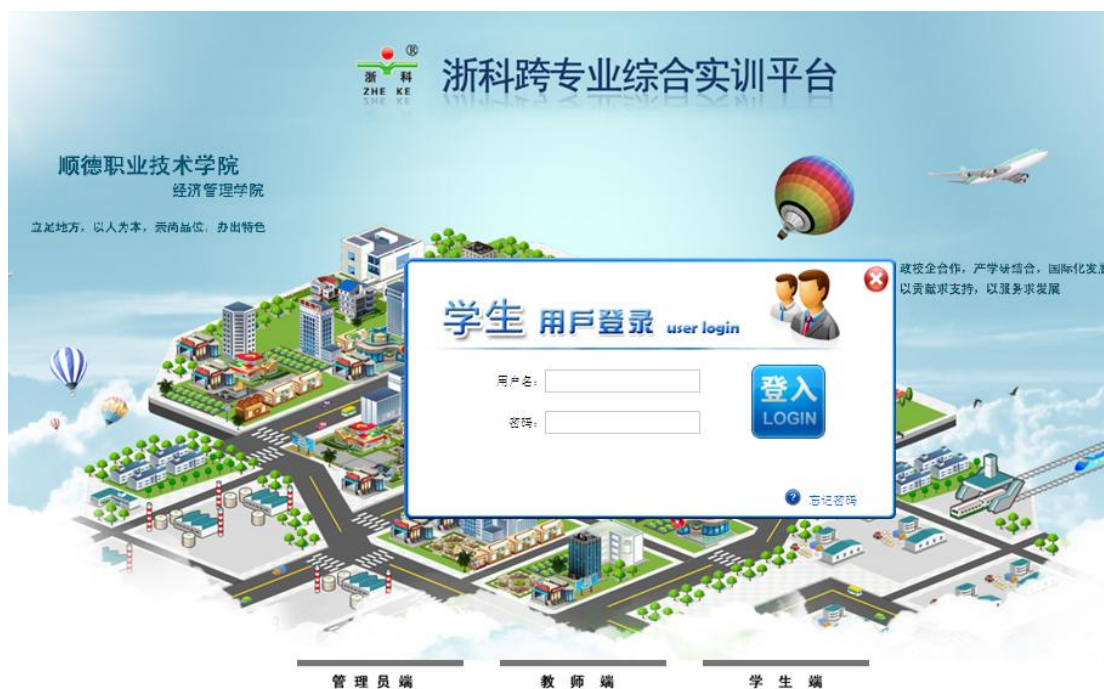 浙 科 ®
ZHE KE
浙科跨专业综合实训平台
顺德职业技术学院
经济管理学院
立足地方，以人为本，崇尚品位，办出特色
政校企合作，产学研结合，国际化发展
以贡献求支持，以服务求发展
学生 用戶登录 user login
用户名：
密码：
登入
LOGIN
? 忘记密码
管理员端
教师端
学生端